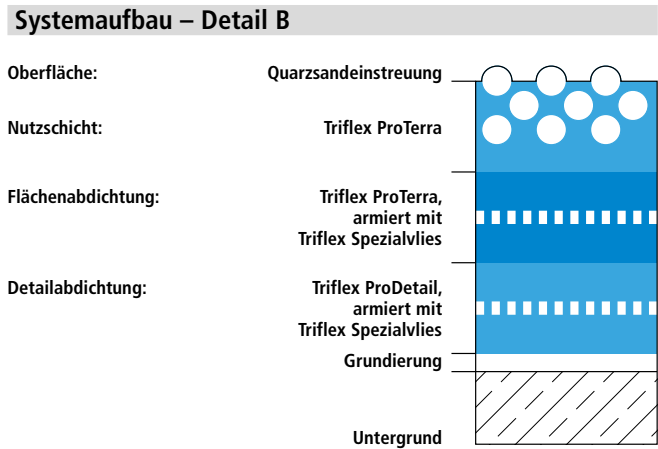 Systemaufbau – Detail B
Oberfläche: Quarzsandeinstreuung
Nutzschicht: Triflex ProTerra
Flächenabdichtung: Triflex ProTerra,
armiert mit
Triflex Spezialvlies
Detailabdichtung: Triflex ProDetail,
armiert mit
Triflex Spezialvlies
Grundierung
Untergrund